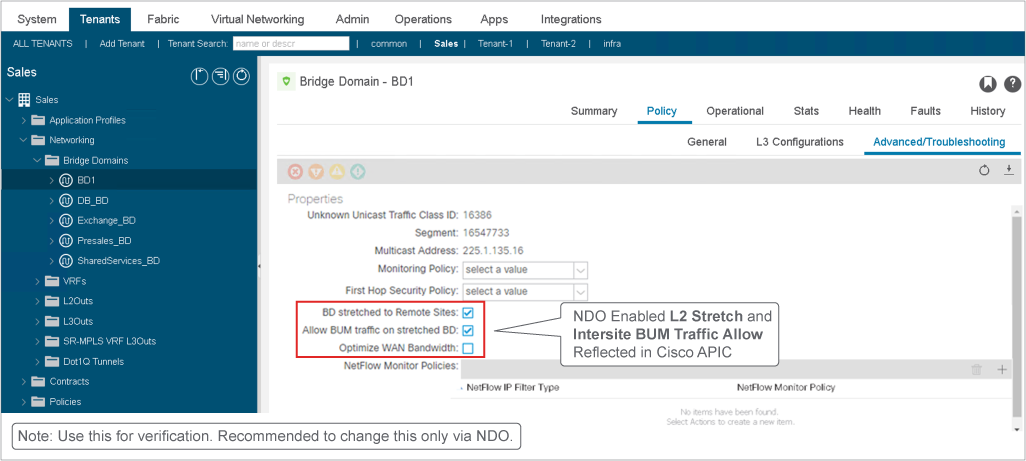 System Tenants Fabric Virtual Networking Admin Operations Apps Integrations
ALL TENANTS | Add Tenant | Tenant Search: name or descr | common | Sales | Tenant-1 | Tenant-2 | infra
Sales
Sales
Application Profiles
Networking
Bridge Domains
BD1
DB_BD
Exchange_BD
Presales_BD
SharedServices_BD
VRFs
L2Outs
L3Outs
SR-MPLS VRF L3Outs
Dot1Q Tunnels
Contracts
Policies
Bridge Domain - BD1
Summary Policy Operational Stats Health Faults History
General L3 Configurations Advanced/Troubleshooting
Properties
Unknown Unicast Traffic Class ID: 16386
Segment: 16547733
Multicast Address: 225.1.135.16
Monitoring Policy: select a value
First Hop Security Policy: select a value
BD stretched to Remote Sites:
Allow BUM traffic on stretched BD:
Optimize WAN Bandwidth:
NetFlow Monitor Policies:
NetFlow IP Filter Type NetFlow Monitor Policy
No items have been found.
Select Actions to create a new item.
NDO Enabled L2 Stretch and
Intersite BUM Traffic Allow
Reflected in Cisco APIC
Note: Use this for verification. Recommended to change this only via NDO.